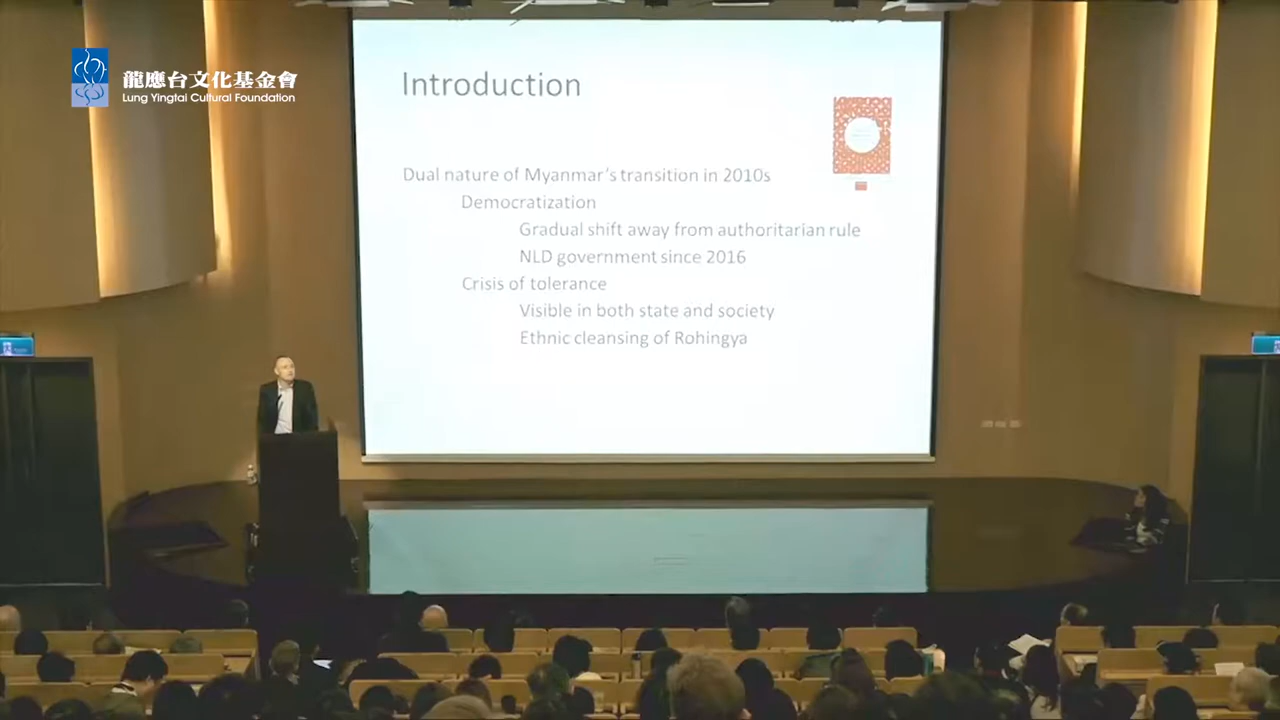 龍應台文化基金會
Lung Yingtai Cultural Foundation
Introduction
Dual nature of Myanmar's transition in 2010s
Democratization
Gradual shift away from authoritarian rule
NLD government since 2016
Crisis of tolerance
Visible in both state and society
Ethnic cleansing of Rohingya